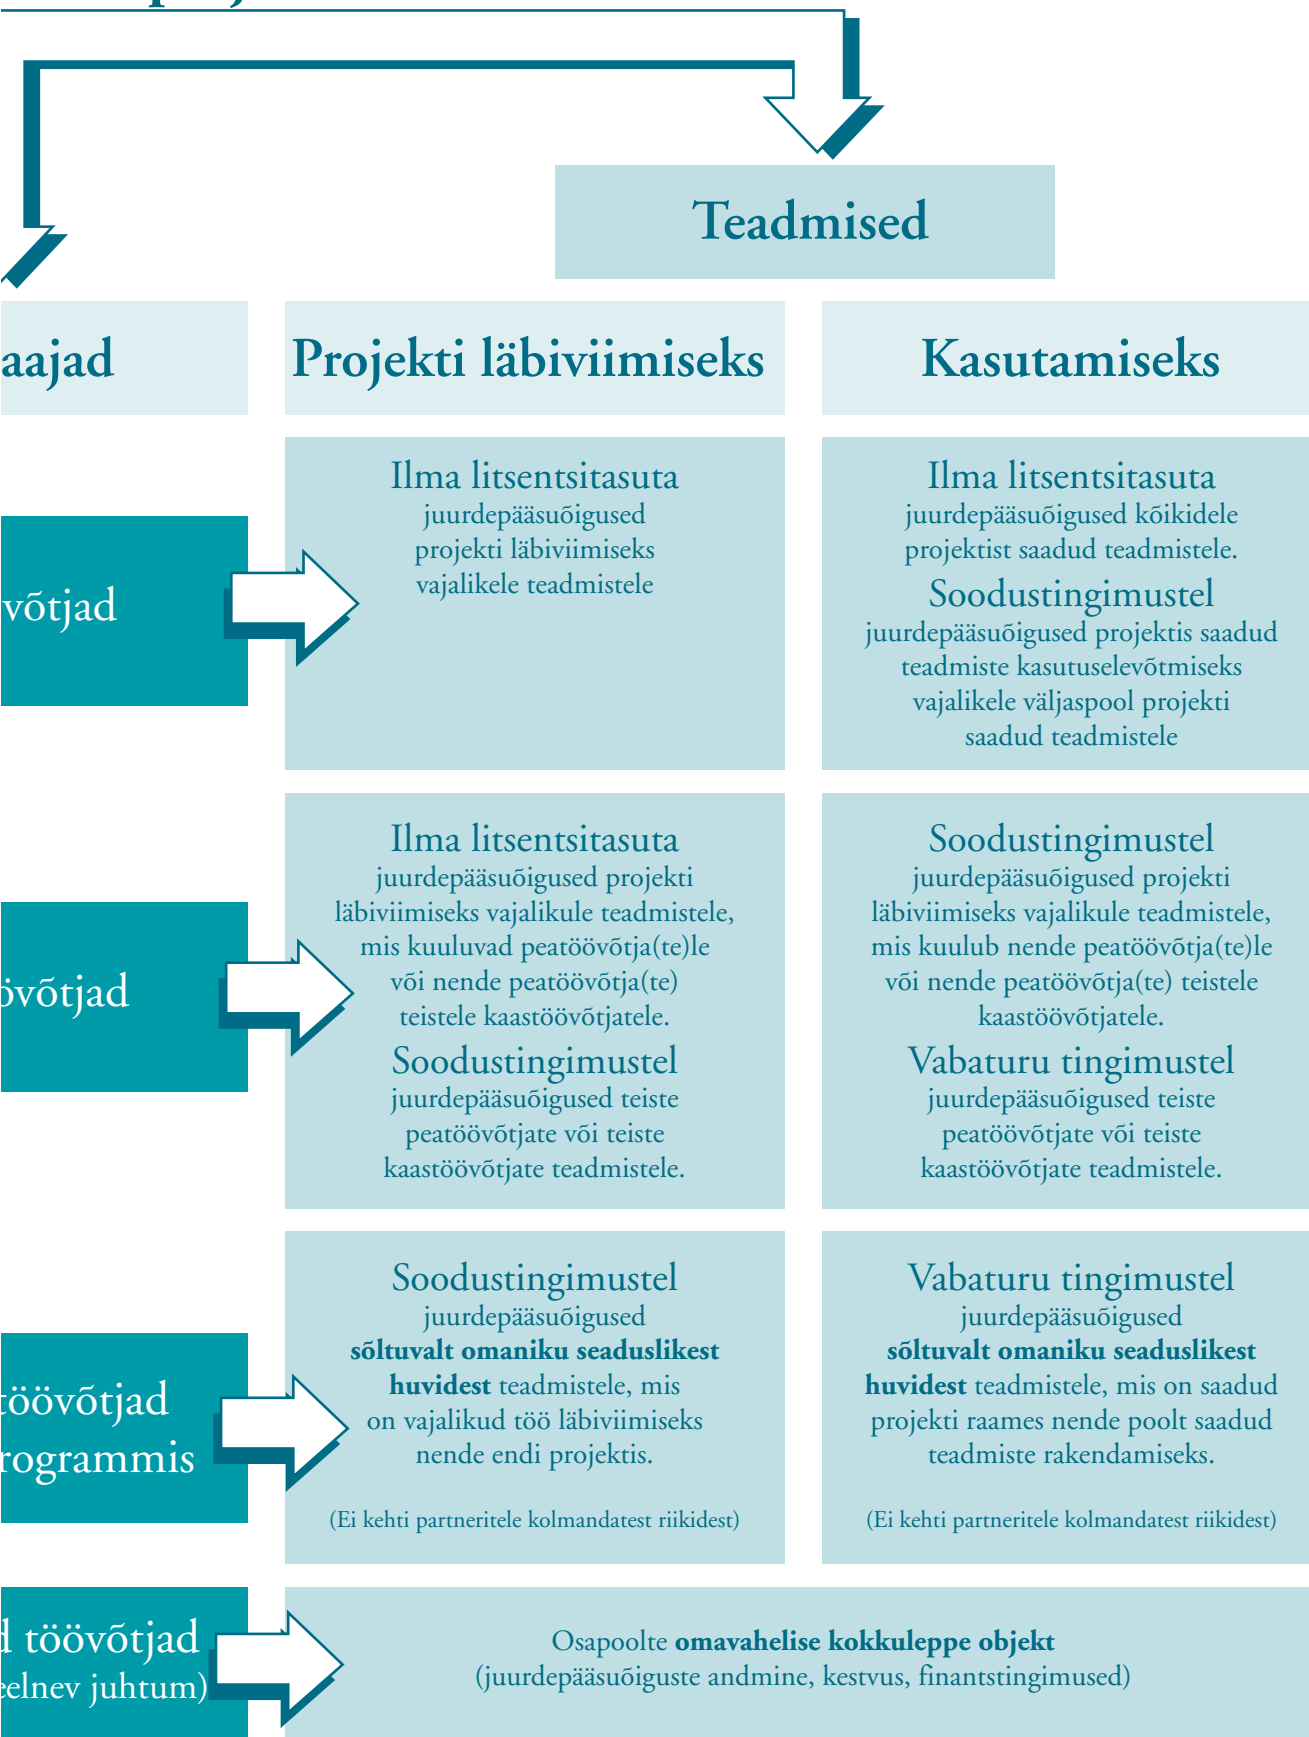 Teadmised
aajad
Projekti läbiviimiseks
Kasutamiseks
võtjad
Ilma litsentsitasuta
juurdepääsuõigused
projekti läbiviimiseks
vajalikele teadmistele
Ilma litsentsitasuta
juurdepääsuõigused kõikidele
projektist saadud teadmistele.
Soodustingimustel
juurdepääsuõigused projektis saadud
teadmiste kasutuselevõtmiseks
vajalikele väljaspool projekti
saadud teadmistele
övõtjad
Ilma litsentsitasuta
juurdepääsuõigused projekti
läbiviimiseks vajalikule teadmistele,
mis kuuluvad peatöövõtja(te)le
või nende peatöövõtja(te)
teistele kaastöövõtjatele.
Soodustingimustel
juurdepääsuõigused teiste
peatöövõtjate või teiste
kaastöövõtjate teadmistele.
Soodustingimustel
juurdepääsuõigused projekti
läbiviimiseks vajalikule teadmistele,
mis kuulub nende peatöövõtja(te)le
või nende peatöövõtja(te) teistele
kaastöövõtjatele.
Vabaturu tingimustel
juurdepääsuõigused teiste
peatöövõtjate või teiste
kaastöövõtjate teadmistele.
töövõtjad
rogrammis
Soodustingimustel
juurdepääsuõigused
sõltuvalt omaniku seaduslikest
huvidest teadmistele, mis
on vajalikud töö läbiviimiseks
nende endi projektis.
(Ei kehti partneritele kolmandatest riikidest)
Vabaturu tingimustel
juurdepääsuõigused
sõltuvalt omaniku seaduslikest
huvidest teadmistele, mis on saadud
projekti raames nende poolt saadud
teadmiste rakendamiseks.
(Ei kehti partneritele kolmandatest riikidest)
d töövõtjad
eelnev juhtum)
Osapoolte omavahelise kokkuleppe objekt
(juurdepääsuõiguste andmine, kestvus, finantstingimused)